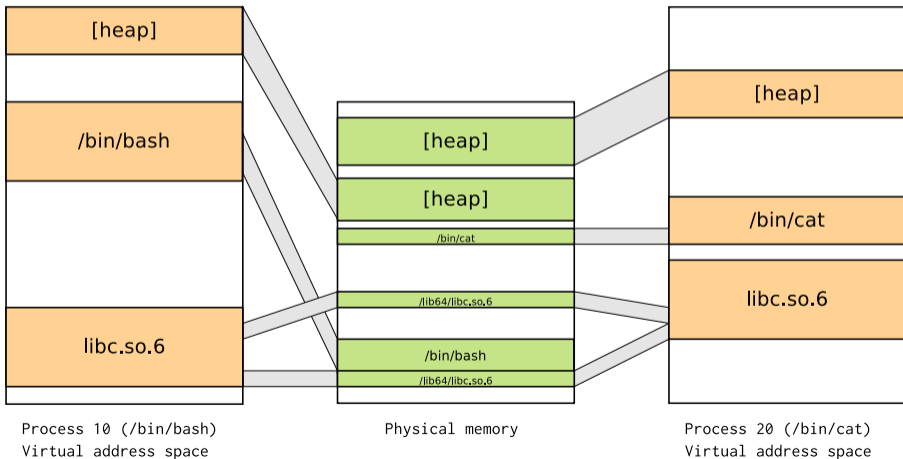 [heap]
/bin/bash
libc.so.6
Process 10 (/bin/bash)
Virtual address space
[heap]
[heap]
/bin/cat
/lib64/libc.so.6
/bin/bash
/lib64/libc.so.6
Physical memory
[heap]
/bin/cat
libc.so.6
Process 20 (/bin/cat)
Virtual address space